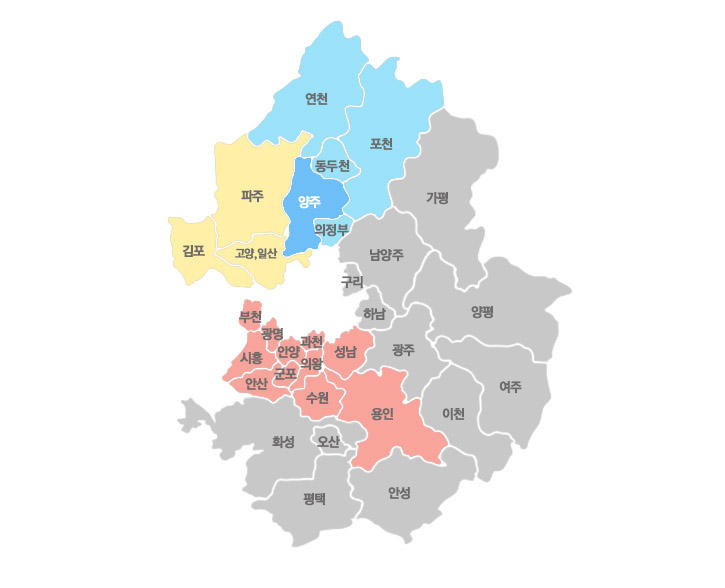 연천
포천
동두천
파주
양주
가평
의정부
김포
고양,일산
남양주
구리
하남
양평
부천
광명
과천
시흥
안양
성남
광주
의왕
군포
안산
수원
여주
용인
이천
화성
오산
평택
안성